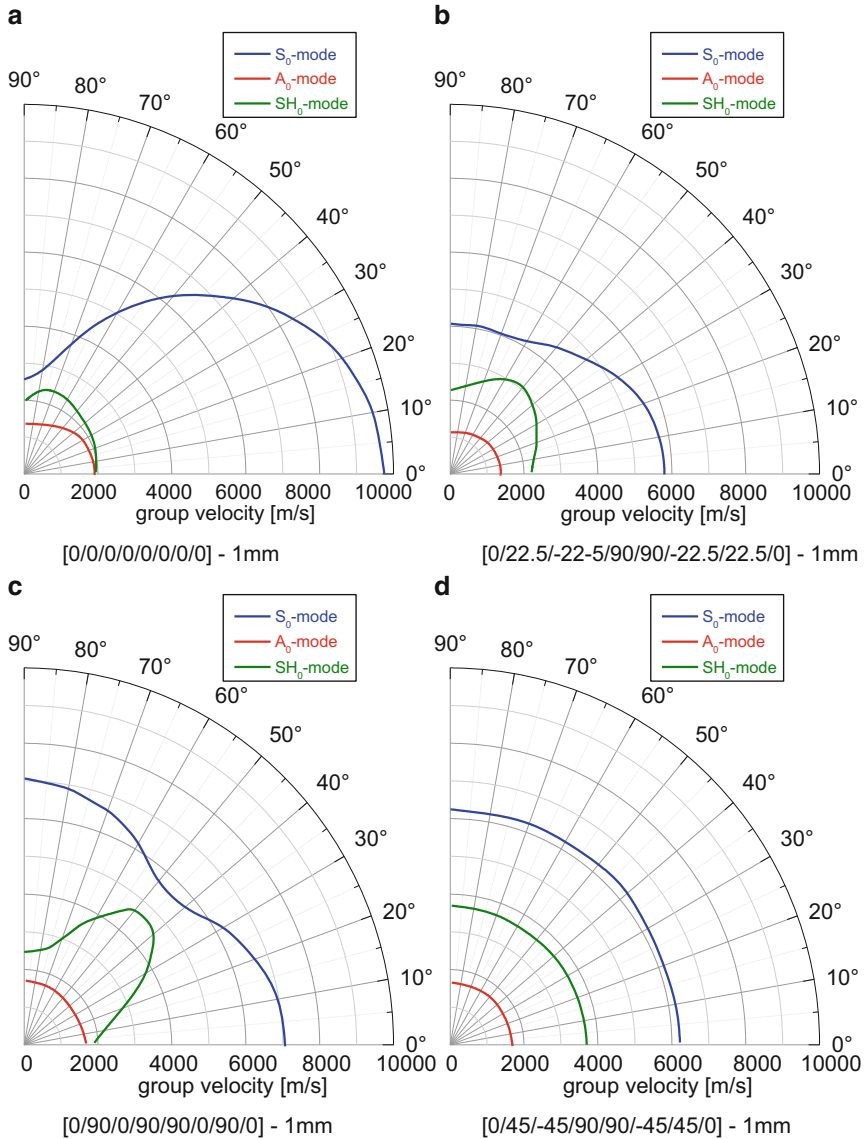 a
S0-mode
A0-mode
SH0-mode
90°
80°
70°
60°
50°
40°
30°
20°
10°
0°
0 2000 4000 6000 8000 10000
group velocity [m/s]
[0/0/0/0/0/0/0/0] - 1mm
b
S0-mode
A0-mode
SH0-mode
90°
80°
70°
60°
50°
40°
30°
20°
10°
0°
0 2000 4000 6000 8000 10000
group velocity [m/s]
[0/22.5/-22-5/90/90/-22.5/22.5/0] - 1mm
c
S0-mode
A0-mode
SH0-mode
90°
80°
70°
60°
50°
40°
30°
20°
10°
0°
0 2000 4000 6000 8000 10000
group velocity [m/s]
[0/90/0/90/90/0/90/0] - 1mm
d
S0-mode
A0-mode
SH0-mode
90°
80°
70°
60°
50°
40°
30°
20°
10°
0°
0 2000 4000 6000 8000 10000
group velocity [m/s]
[0/45/-45/90/90/-45/45/0] - 1mm